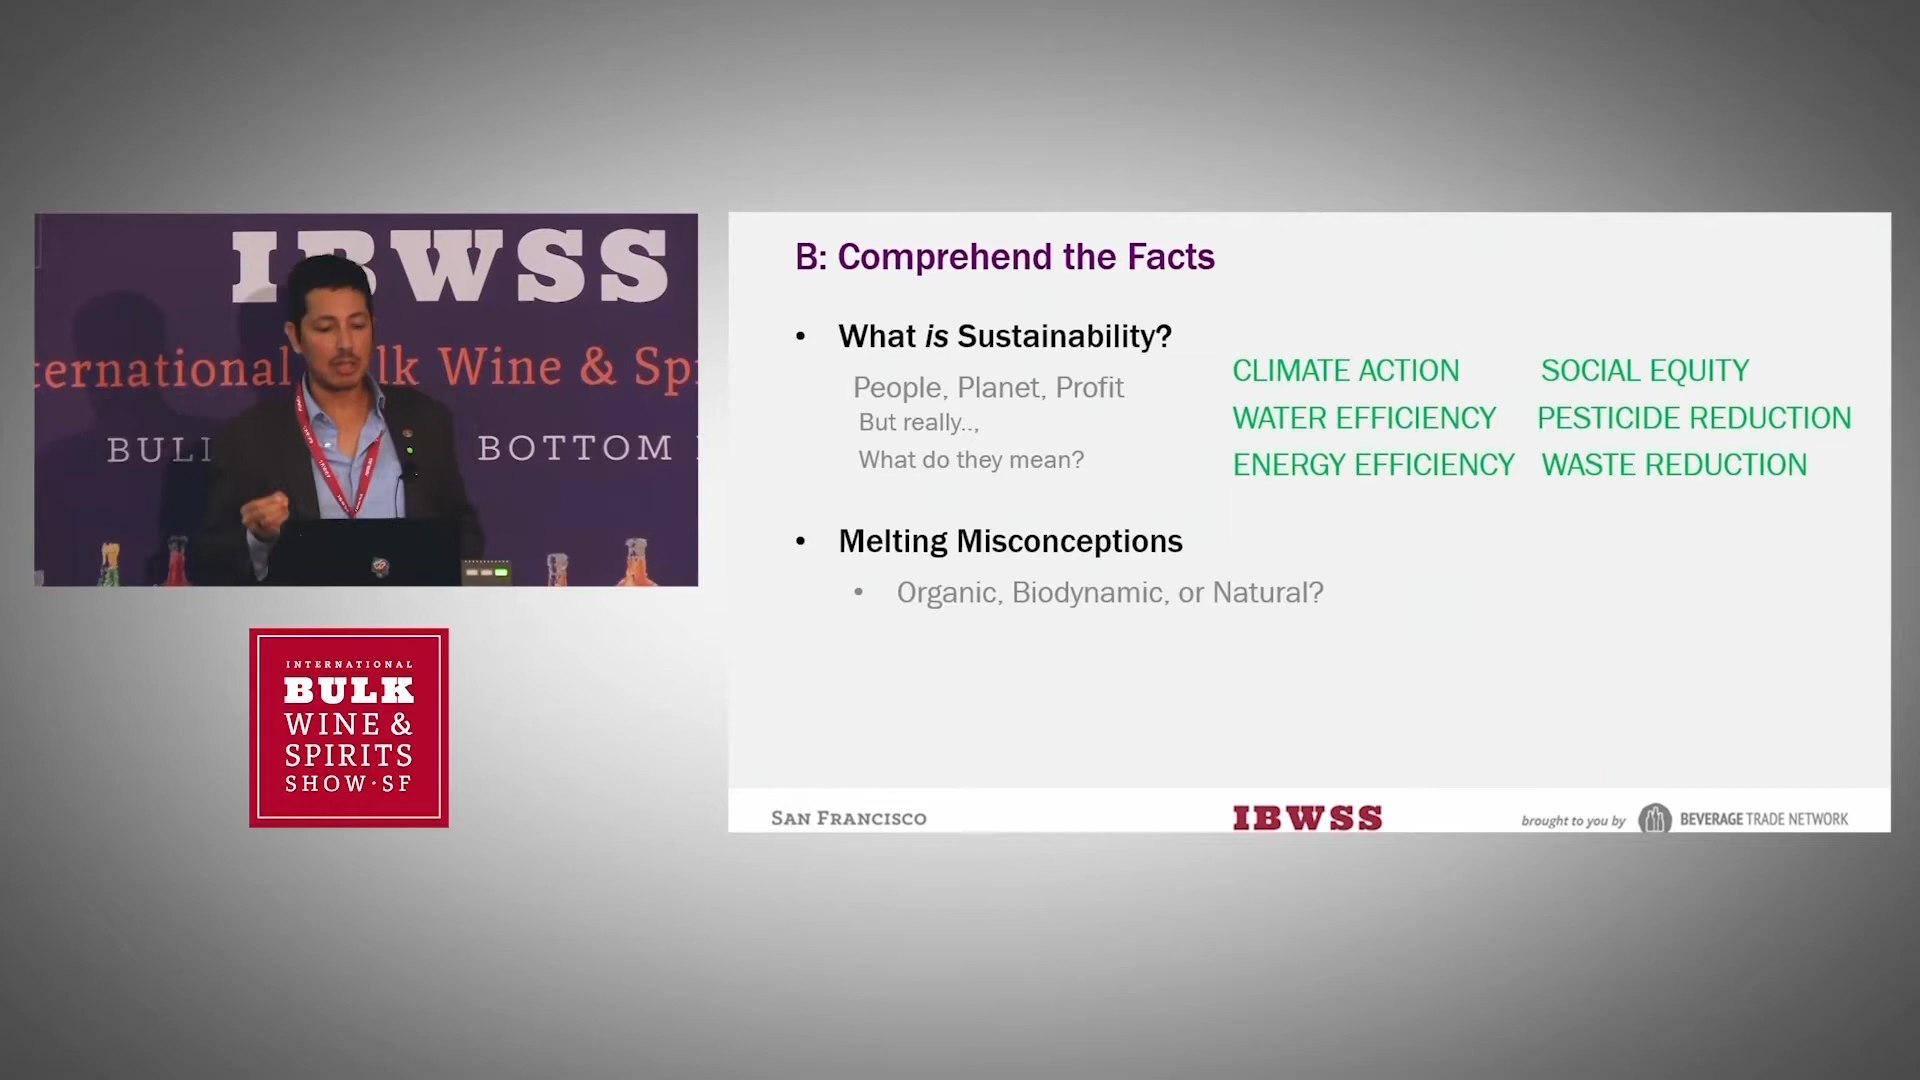 IBWSS
ternational lk Wine & Sp
BUL BOTTOM
INTERNATIONAL
BULK
WINE &
SPIRITS
SHOW·SF
B: Comprehend the Facts
• What is Sustainability?
People, Planet, Profit
But really..,
What do they mean?
CLIMATE ACTION SOCIAL EQUITY
WATER EFFICIENCY PESTICIDE REDUCTION
ENERGY EFFICIENCY WASTE REDUCTION
• Melting Misconceptions
• Organic, Biodynamic, or Natural?
SAN FRANCISCO
IBWSS
brought to you by BEVERAGE TRADE NETWORK